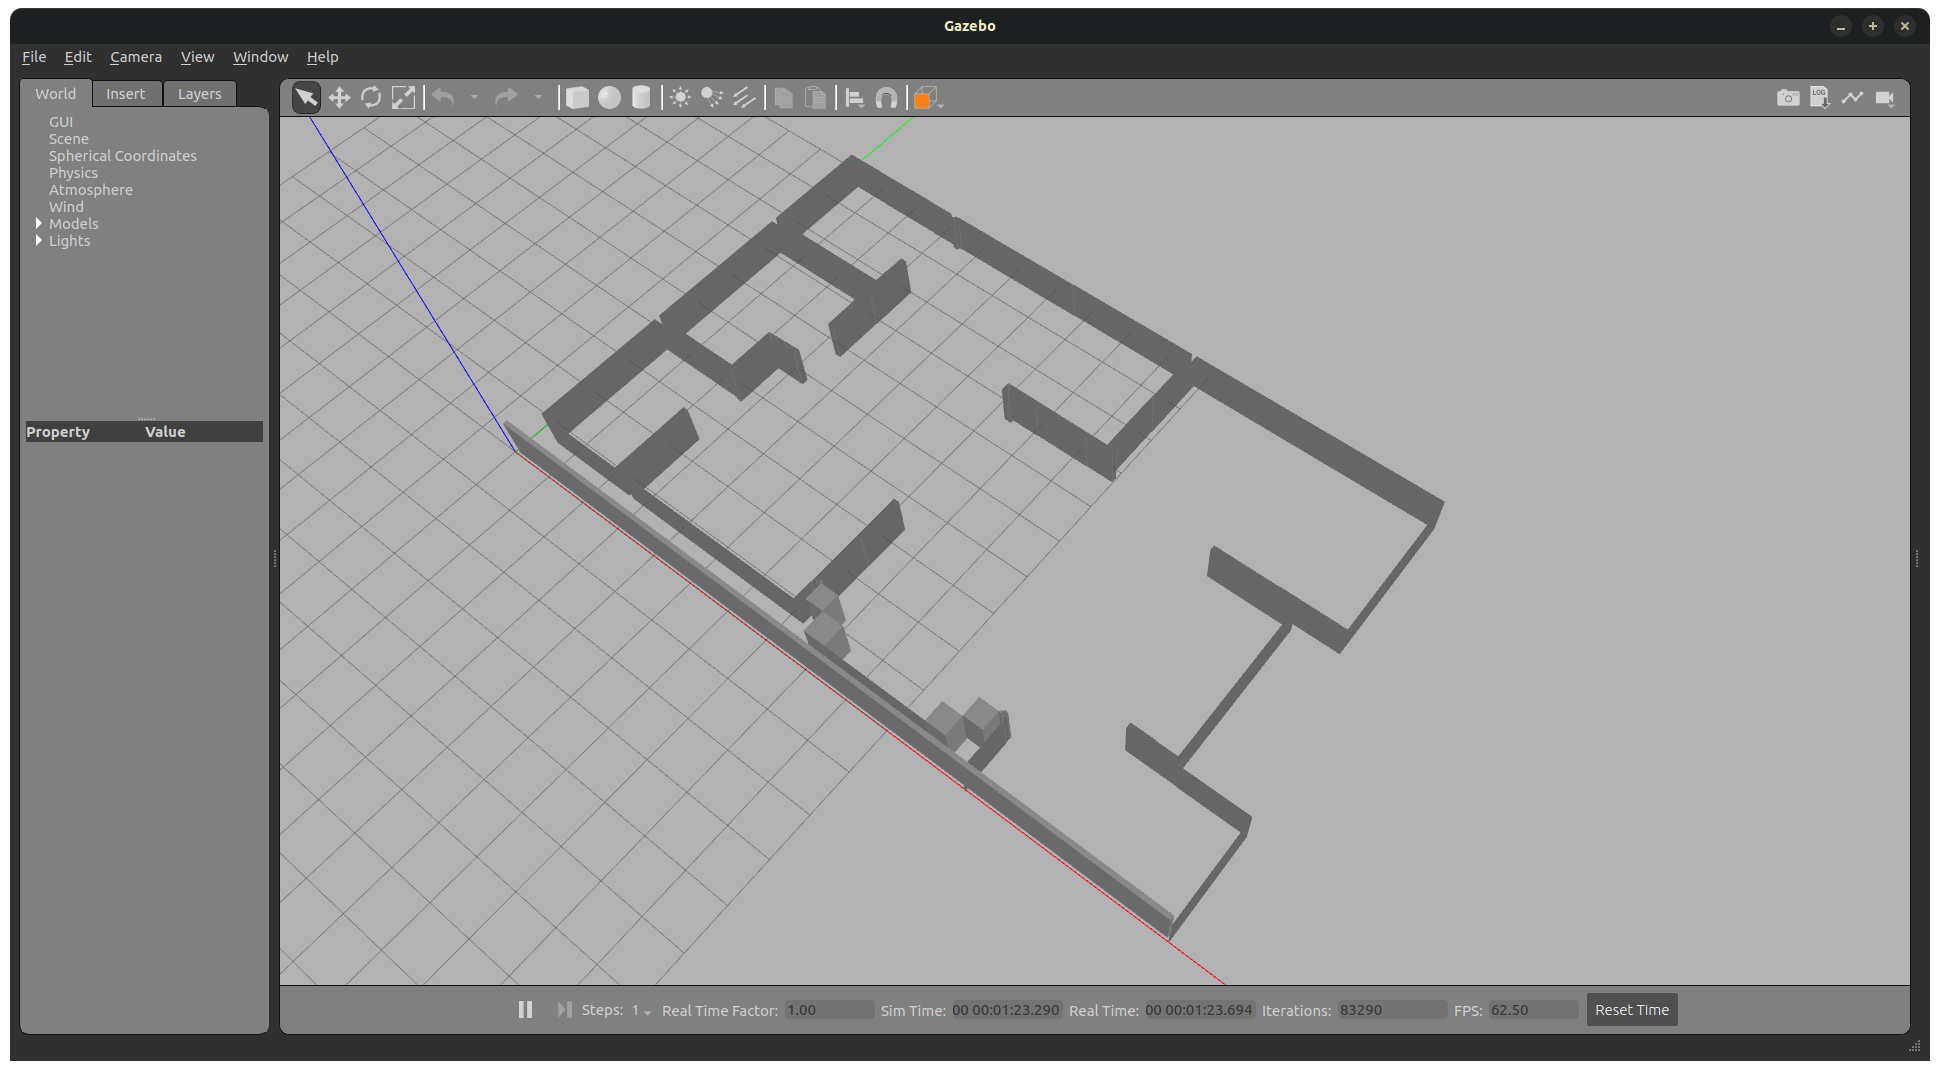 Gazebo
File Edit Camera View Window Help
World Insert Layers
GUI
Scene
Spherical Coordinates
Physics
Atmosphere
Wind
Models
Lights
Property Value
LOG
Steps: 1 Real Time Factor: 1.00 Sim Time: 00 00:01:23.290 Real Time: 00 00:01:23.694 Iterations: 83290 FPS: 62.50 Reset Time